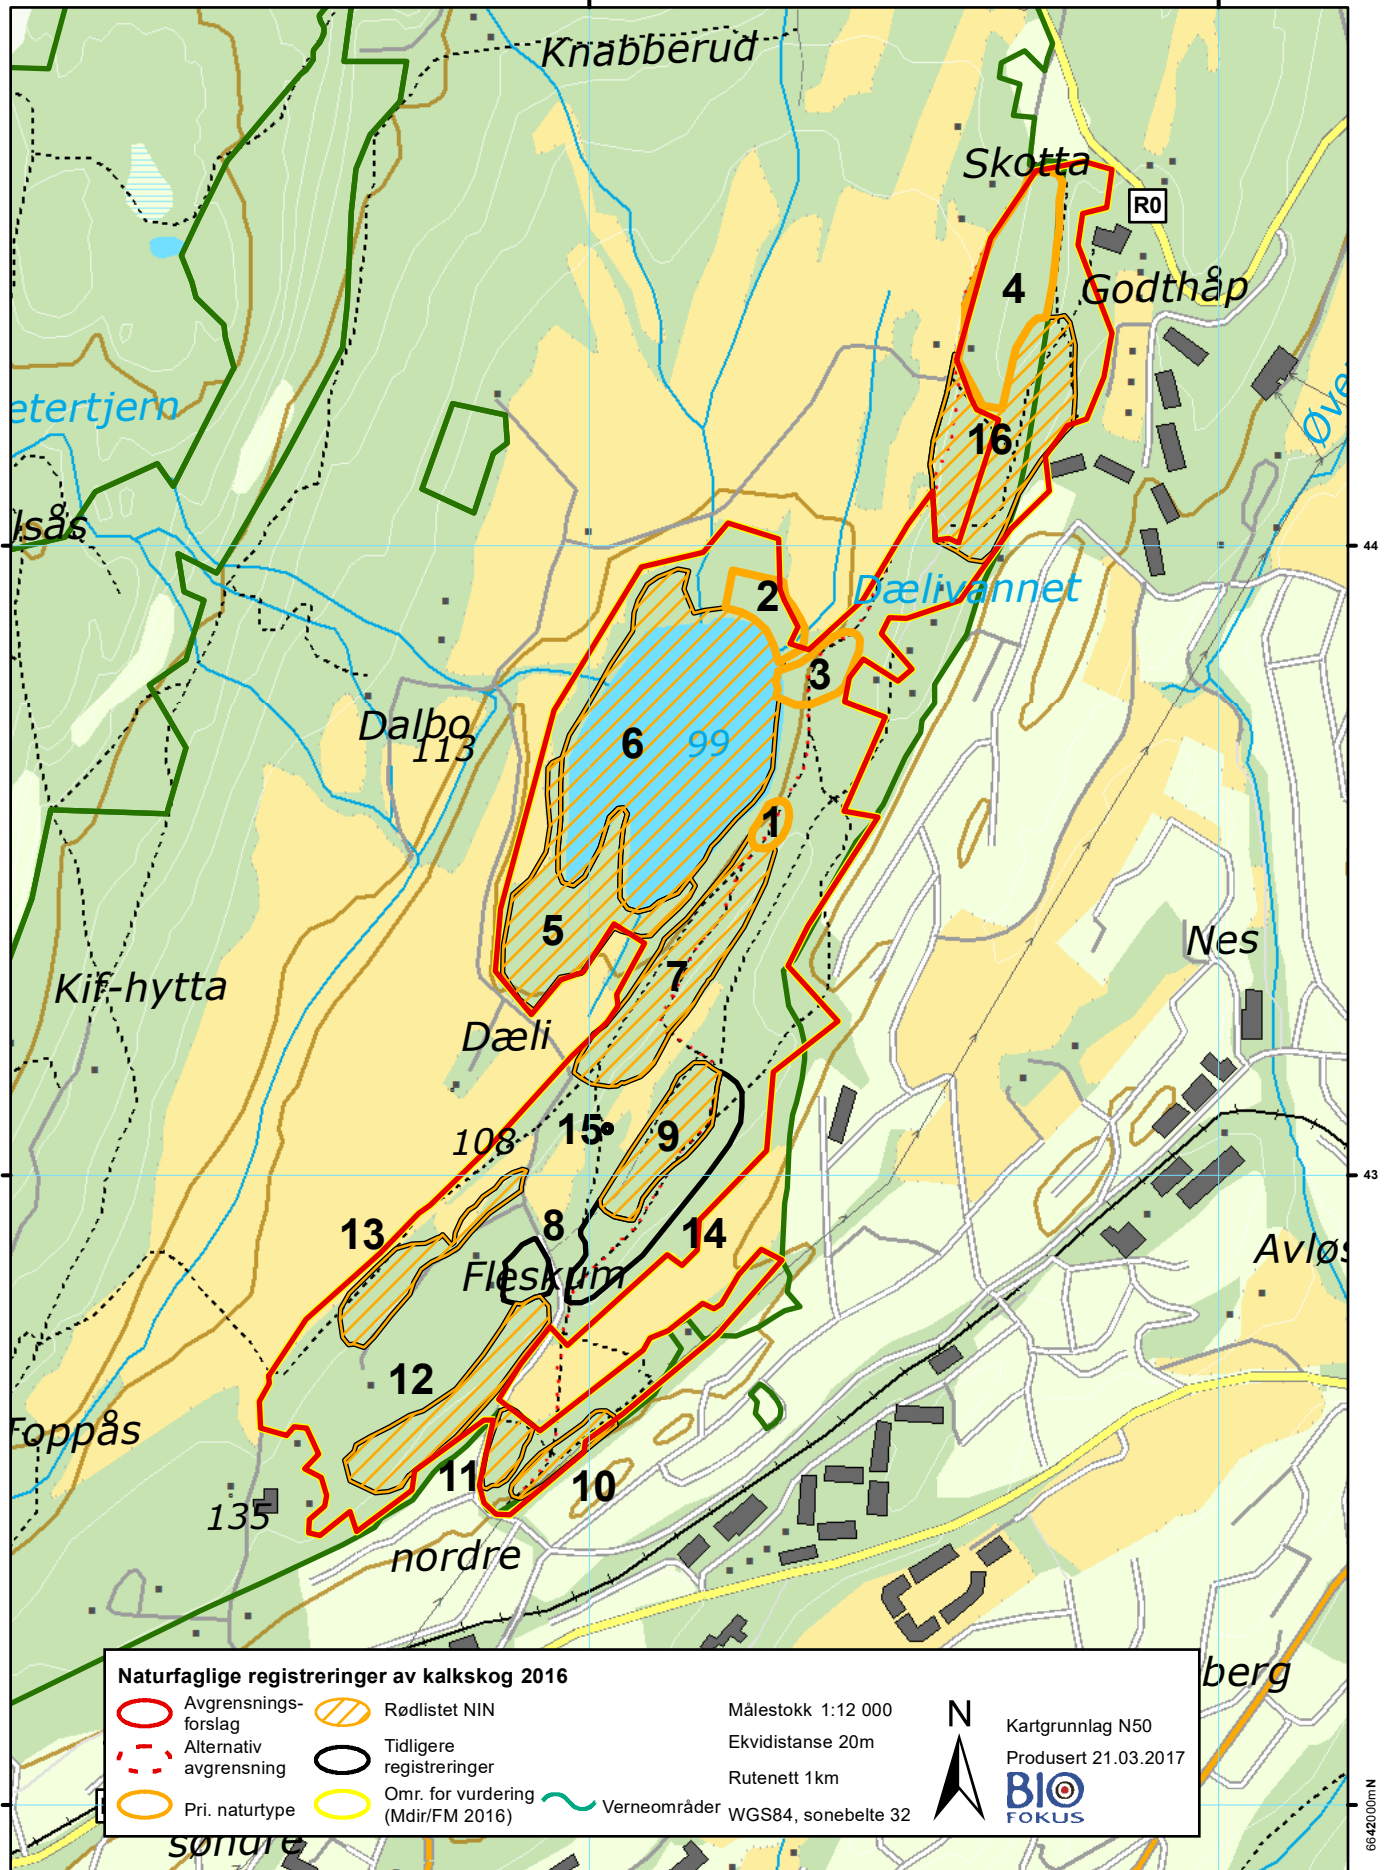 Knabberud
Skotta
R0
4
Godthåp
etertjern
16
lsås
44
2
Dælivannet
3
Dalbo
113
6
99
1
5
7
Nes
Kif-hytta
Dæli
15
9
108
43
13
8
14
Avløs
Fleskum
12
Foppås
11
10
135
nordre
berg
Naturfaglige registreringer av kalkskog 2016
Avgrensnings-
forslag
Rødlistet NIN
Målestokk 1:12 000
N
Kartgrunnlag N50
Alternativ
avgrensning
Tidligere
registreringer
Ekvidistanse 20m
Produsert 21.03.2017
Pri. naturtype
Omr. for vurdering
(Mdir/FM 2016)
Verneområder
Rutenett 1km
WGS84, sonebelte 32
BIO
FOKUS
søndre
6642000mN